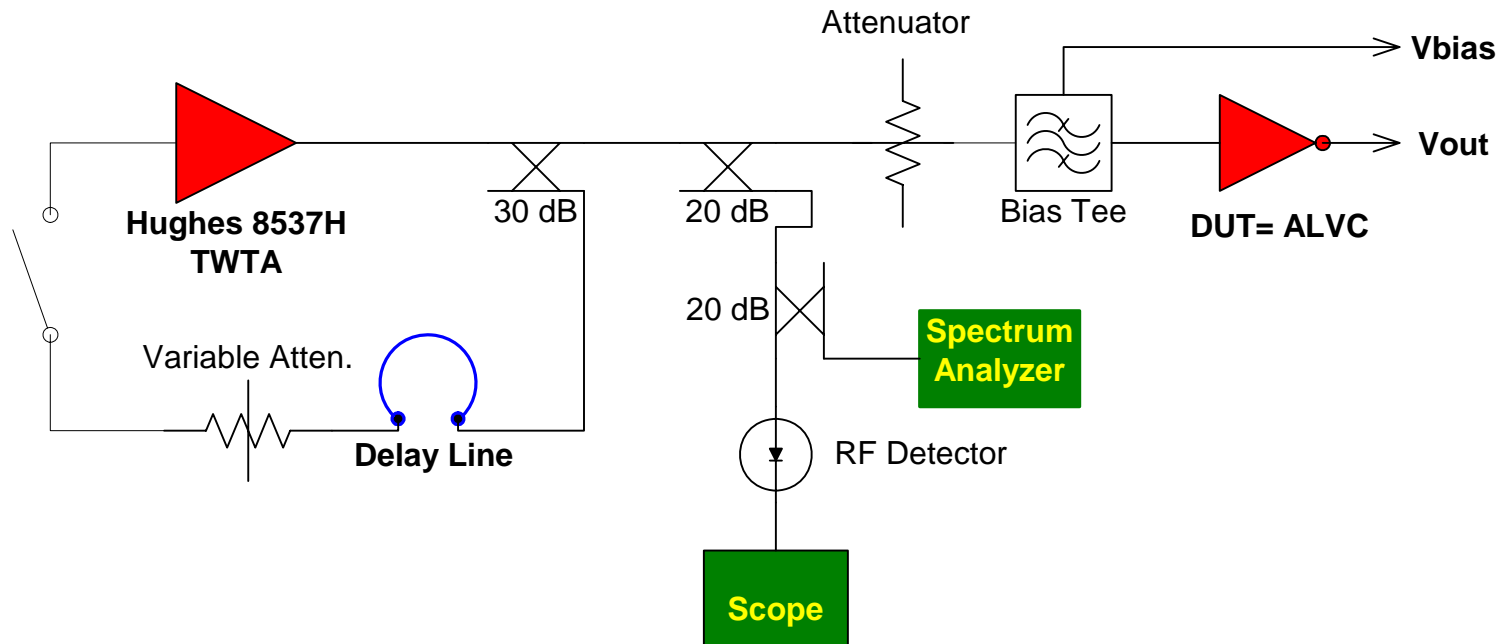 Attenuator
Vbias
Vout
Hughes 8537H
TWTA
30 dB
20 dB
Bias Tee
DUT= ALVC
20 dB
Spectrum
Analyzer
Variable Atten.
Delay Line
RF Detector
Scope